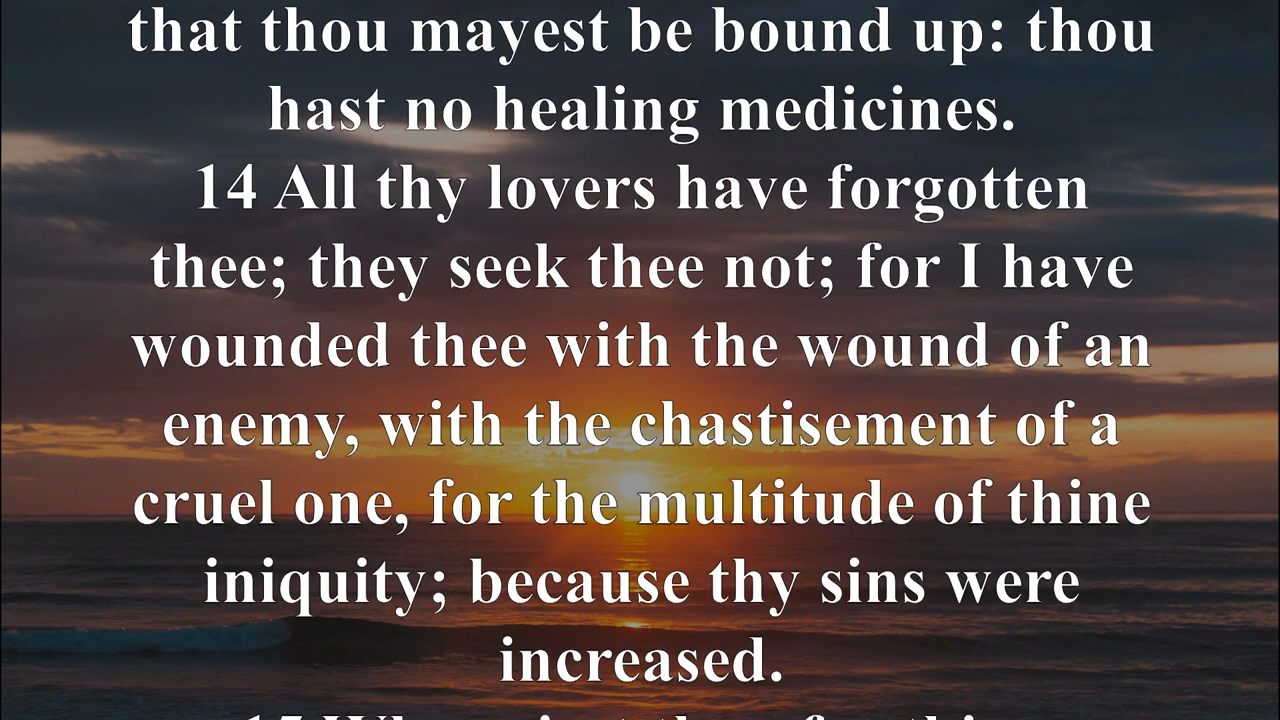 that thou mayest be bound up: thou
hast no healing medicines.
14 All thy lovers have forgotten
thee; they seek thee not; for I have
wounded thee with the wound of an
enemy, with the chastisement of a
cruel one, for the multitude of thine
iniquity; because thy sins were
increased.